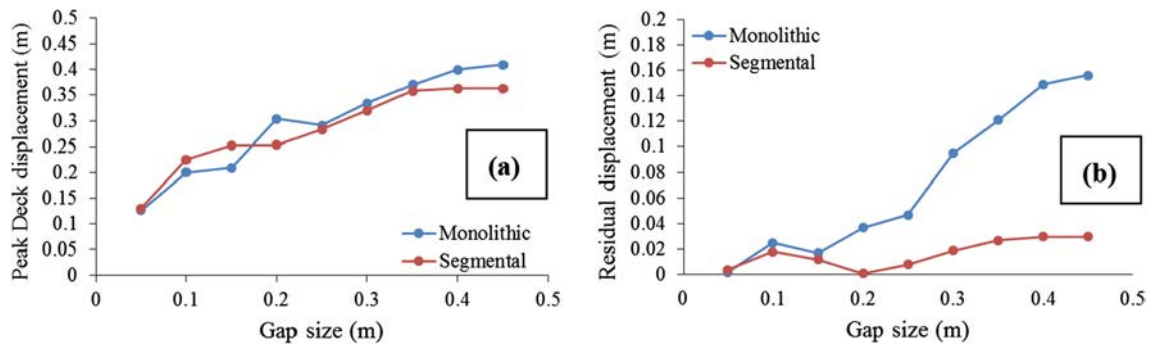 Peak Deck displacement (m)
0.5
0.45
0.4
0.35
0.3
0.25
0.2
0.15
0.1
0.05
0
0 0.1 0.2 0.3 0.4 0.5
Gap size (m)
(a)
Monolithic
Segmental
Residual displacement (m)
0.2
0.18
0.16
0.14
0.12
0.1
0.08
0.06
0.04
0.02
0
0 0.1 0.2 0.3 0.4 0.5
Gap size (m)
Monolithic
Segmental
(b)